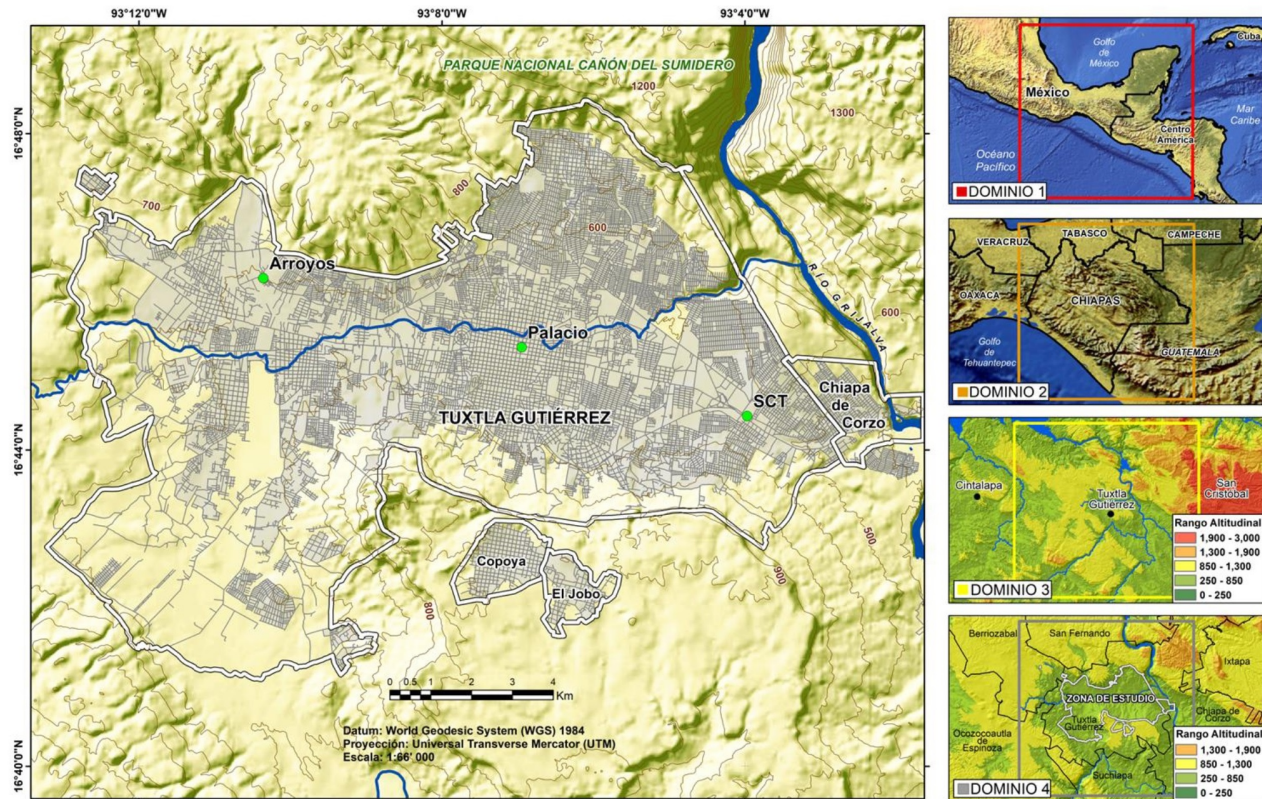 93°12'0"W
93°8'0"W
93°4'0"W
16°48'0"N
16°44'0"N
16°40'0"N
PARQUE NACIONAL CAÑÓN DEL SUMIDERO
1200
1300
800
700
600
Arroyos
RIO GRIJALVA
600
Palacio
Chiapa
de
Corzo
SCT
TUXTLA GUTIÉRREZ
500
900
Copoya
El Jobo
800
0 0.5 1 2 3 4
Km
Datum: World Geodesic System (WGS) 1984
Proyección: Universal Transverse Mercator (UTM)
Escala: 1:66' 000
Golfo
de
México
Cuba
México
Mar
Caribe
Centro
América
Océano
Pacífico
DOMINIO 1
VERACRUZ
TABASCO
CAMPECHE
OAXACA
CHIAPAS
Golfo
de
Tehuantepec
GUATEMALA
DOMINIO 2
Cintalapa
Tuxtla
Gutiérrez
San
Cristóbal
Rango Altitudinal
1,900 - 3,000
1,300 - 1,900
850 - 1,300
250 - 850
0 - 250
DOMINIO 3
Berriozabal
San Fernando
Ixtapa
ZONA DE ESTUDIO
Tuxtla
Gutiérrez
Chiapa de
Corzo
Ocozocoautla
de
Espinoza
Suchiapa
Rango Altitudinal
1,300 - 1,900
850 - 1,300
250 - 850
0 - 250
DOMINIO 4